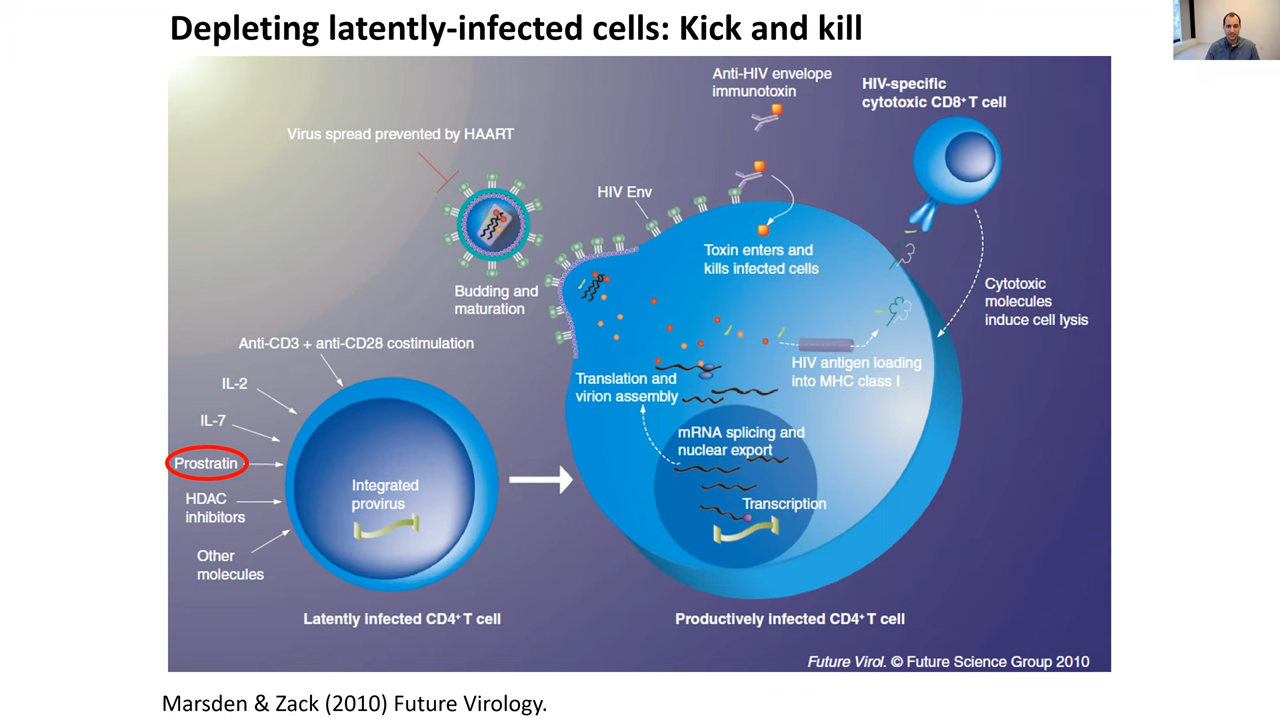 Depleting latently-infected cells: Kick and kill
Anti-HIV envelope
immunotoxin
HIV-specific
cytotoxic CD8⁺ T cell
Virus spread prevented by HAART
HIV Env
Toxin enters and
kills infected cells
Budding and
maturation
Cytotoxic
molecules
induce cell lysis
Anti-CD3 + anti-CD28 costimulation
HIV antigen loading
into MHC class I
Translation and
virion assembly
IL-2
IL-7
mRNA splicing and
nuclear export
Prostratin
HDAC
inhibitors
Integrated
provirus
Transcription
Other
molecules
Latently infected CD4⁺ T cell
Productively infected CD4⁺ T cell
Future Virol. © Future Science Group 2010
Marsden & Zack (2010) Future Virology.